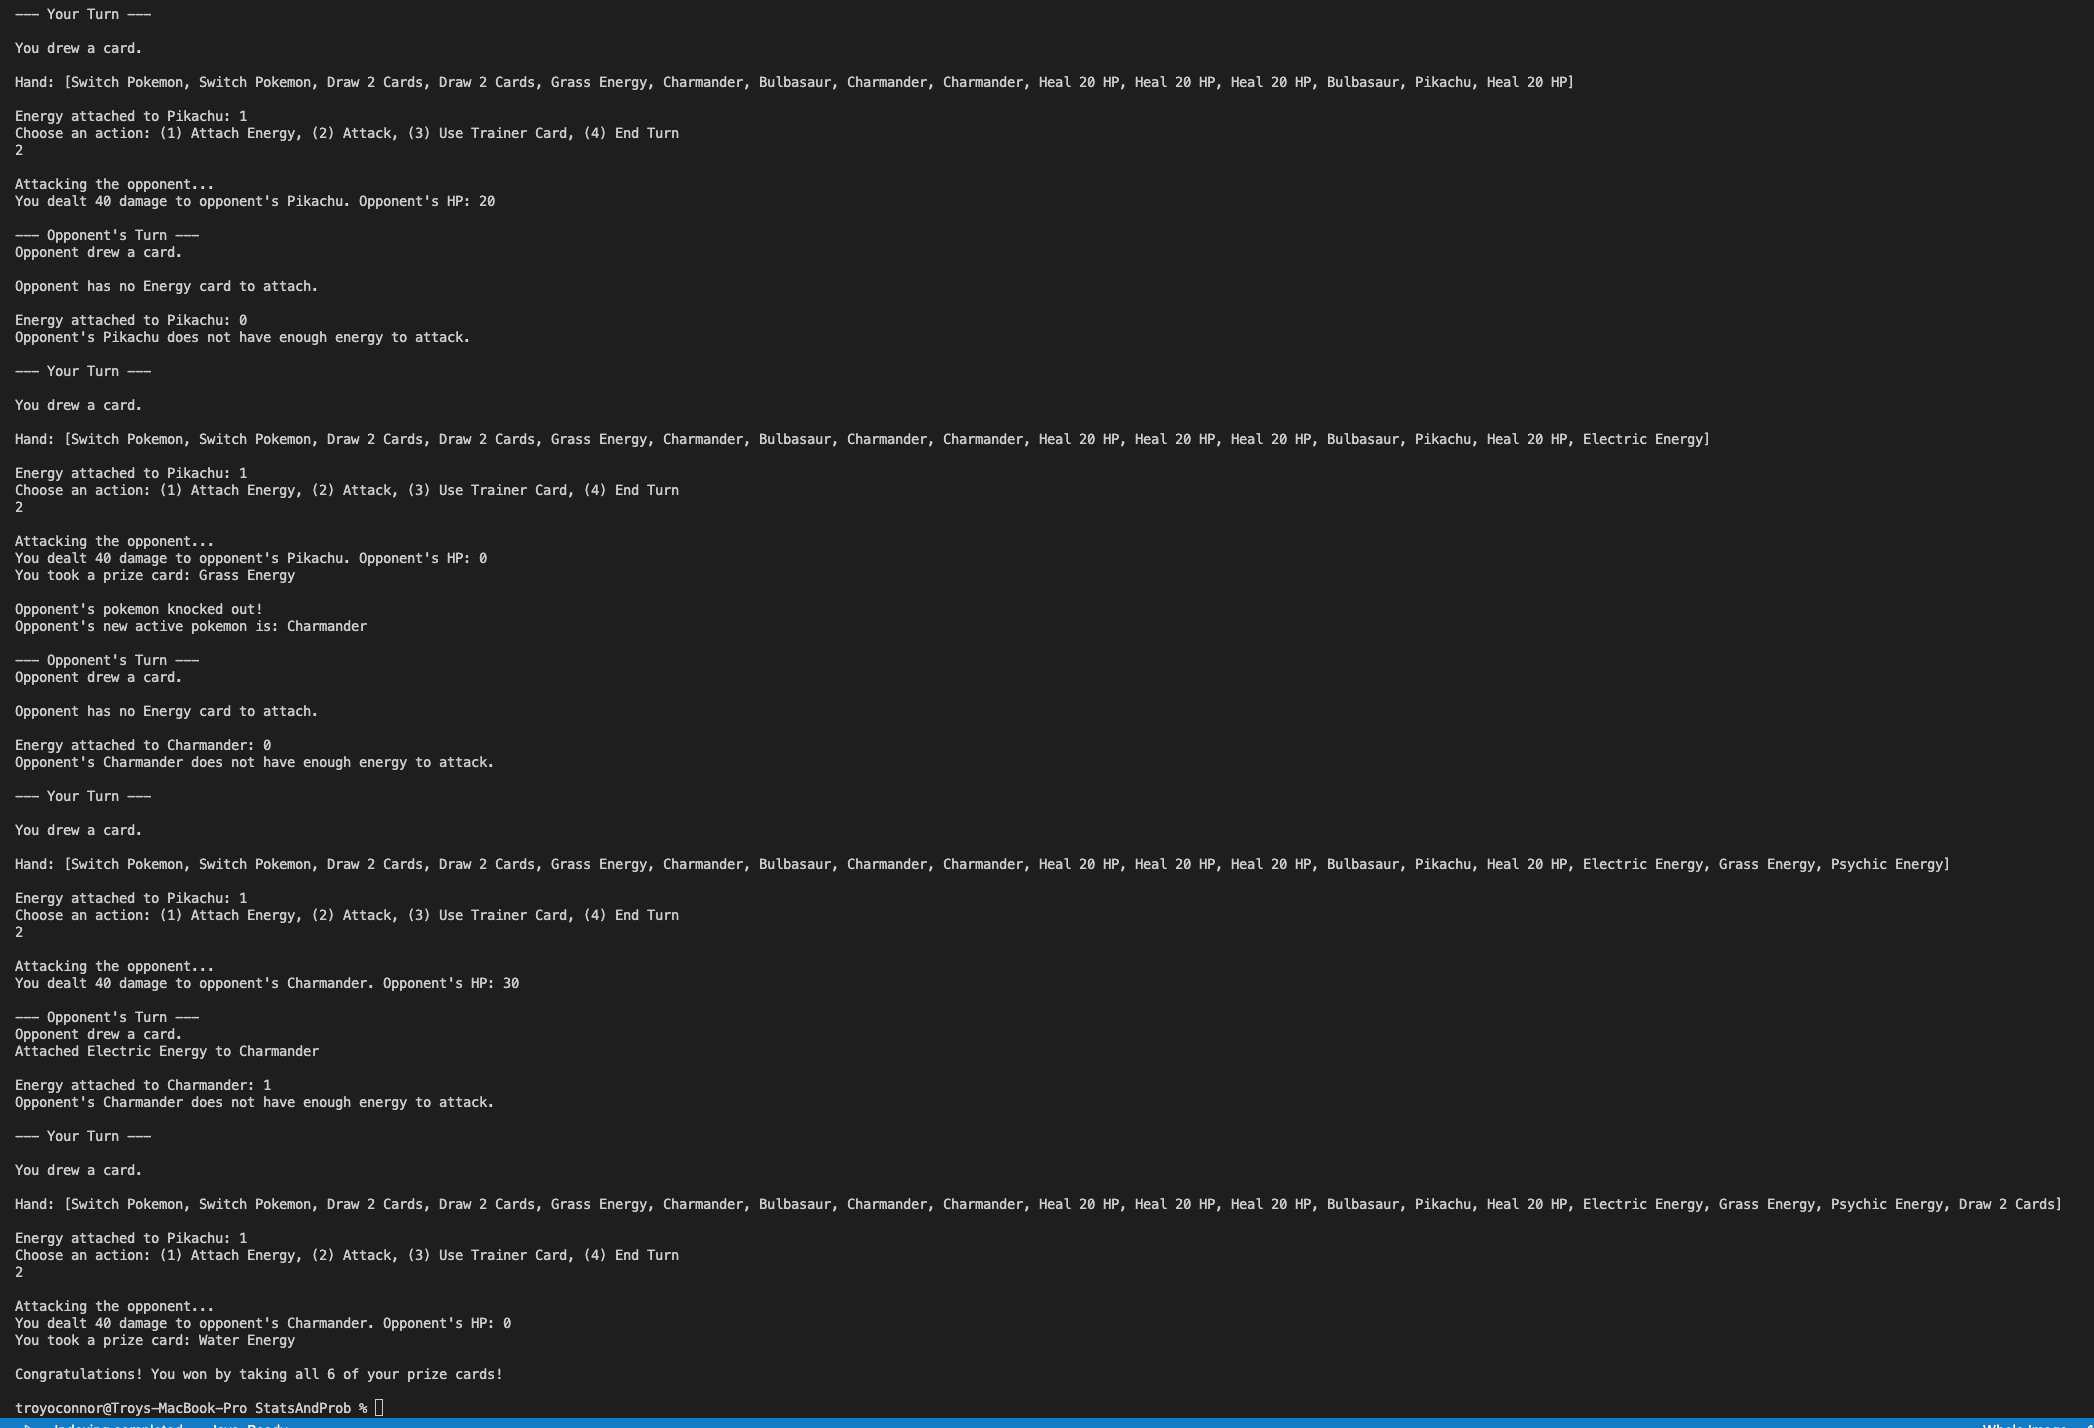 --- Your Turn ---
You drew a card.
Hand: [Switch Pokemon, Switch Pokemon, Draw 2 Cards, Draw 2 Cards, Grass Energy, Charmander, Bulbasaur, Charmander, Charmander, Heal 20 HP, Heal 20 HP, Heal 20 HP, Bulbasaur, Pikachu, Heal 20 HP]
Energy attached to Pikachu: 1
Choose an action: (1) Attach Energy, (2) Attack, (3) Use Trainer Card, (4) End Turn
2
Attacking the opponent...
You dealt 40 damage to opponent's Pikachu. Opponent's HP: 20
--- Opponent's Turn ---
Opponent drew a card.
Opponent has no Energy card to attach.
Energy attached to Pikachu: 0
Opponent's Pikachu does not have enough energy to attack.
--- Your Turn ---
You drew a card.
Hand: [Switch Pokemon, Switch Pokemon, Draw 2 Cards, Draw 2 Cards, Grass Energy, Charmander, Bulbasaur, Charmander, Charmander, Heal 20 HP, Heal 20 HP, Heal 20 HP, Bulbasaur, Pikachu, Heal 20 HP, Electric Energy]
Energy attached to Pikachu: 1
Choose an action: (1) Attach Energy, (2) Attack, (3) Use Trainer Card, (4) End Turn
2
Attacking the opponent...
You dealt 40 damage to opponent's Pikachu. Opponent's HP: 0
You took a prize card: Grass Energy
Opponent's pokemon knocked out!
Opponent's new active pokemon is: Charmander
--- Opponent's Turn ---
Opponent drew a card.
Opponent has no Energy card to attach.
Energy attached to Charmander: 0
Opponent's Charmander does not have enough energy to attack.
--- Your Turn ---
You drew a card.
Hand: [Switch Pokemon, Switch Pokemon, Draw 2 Cards, Draw 2 Cards, Grass Energy, Charmander, Bulbasaur, Charmander, Charmander, Heal 20 HP, Heal 20 HP, Heal 20 HP, Bulbasaur, Pikachu, Heal 20 HP, Electric Energy, Grass Energy, Psychic Energy]
Energy attached to Pikachu: 1
Choose an action: (1) Attach Energy, (2) Attack, (3) Use Trainer Card, (4) End Turn
2
Attacking the opponent...
You dealt 40 damage to opponent's Charmander. Opponent's HP: 30
--- Opponent's Turn ---
Opponent drew a card.
Attached Electric Energy to Charmander
Energy attached to Charmander: 1
Opponent's Charmander does not have enough energy to attack.
--- Your Turn ---
You drew a card.
Hand: [Switch Pokemon, Switch Pokemon, Draw 2 Cards, Draw 2 Cards, Grass Energy, Charmander, Bulbasaur, Charmander, Charmander, Heal 20 HP, Heal 20 HP, Heal 20 HP, Bulbasaur, Pikachu, Heal 20 HP, Electric Energy, Grass Energy, Psychic Energy, Draw 2 Cards]
Energy attached to Pikachu: 1
Choose an action: (1) Attach Energy, (2) Attack, (3) Use Trainer Card, (4) End Turn
2
Attacking the opponent...
You dealt 40 damage to opponent's Charmander. Opponent's HP: 0
You took a prize card: Water Energy
Congratulations! You won by taking all 6 of your prize cards!
troyoconnor@Troys-MacBook-Pro StatsAndProb %